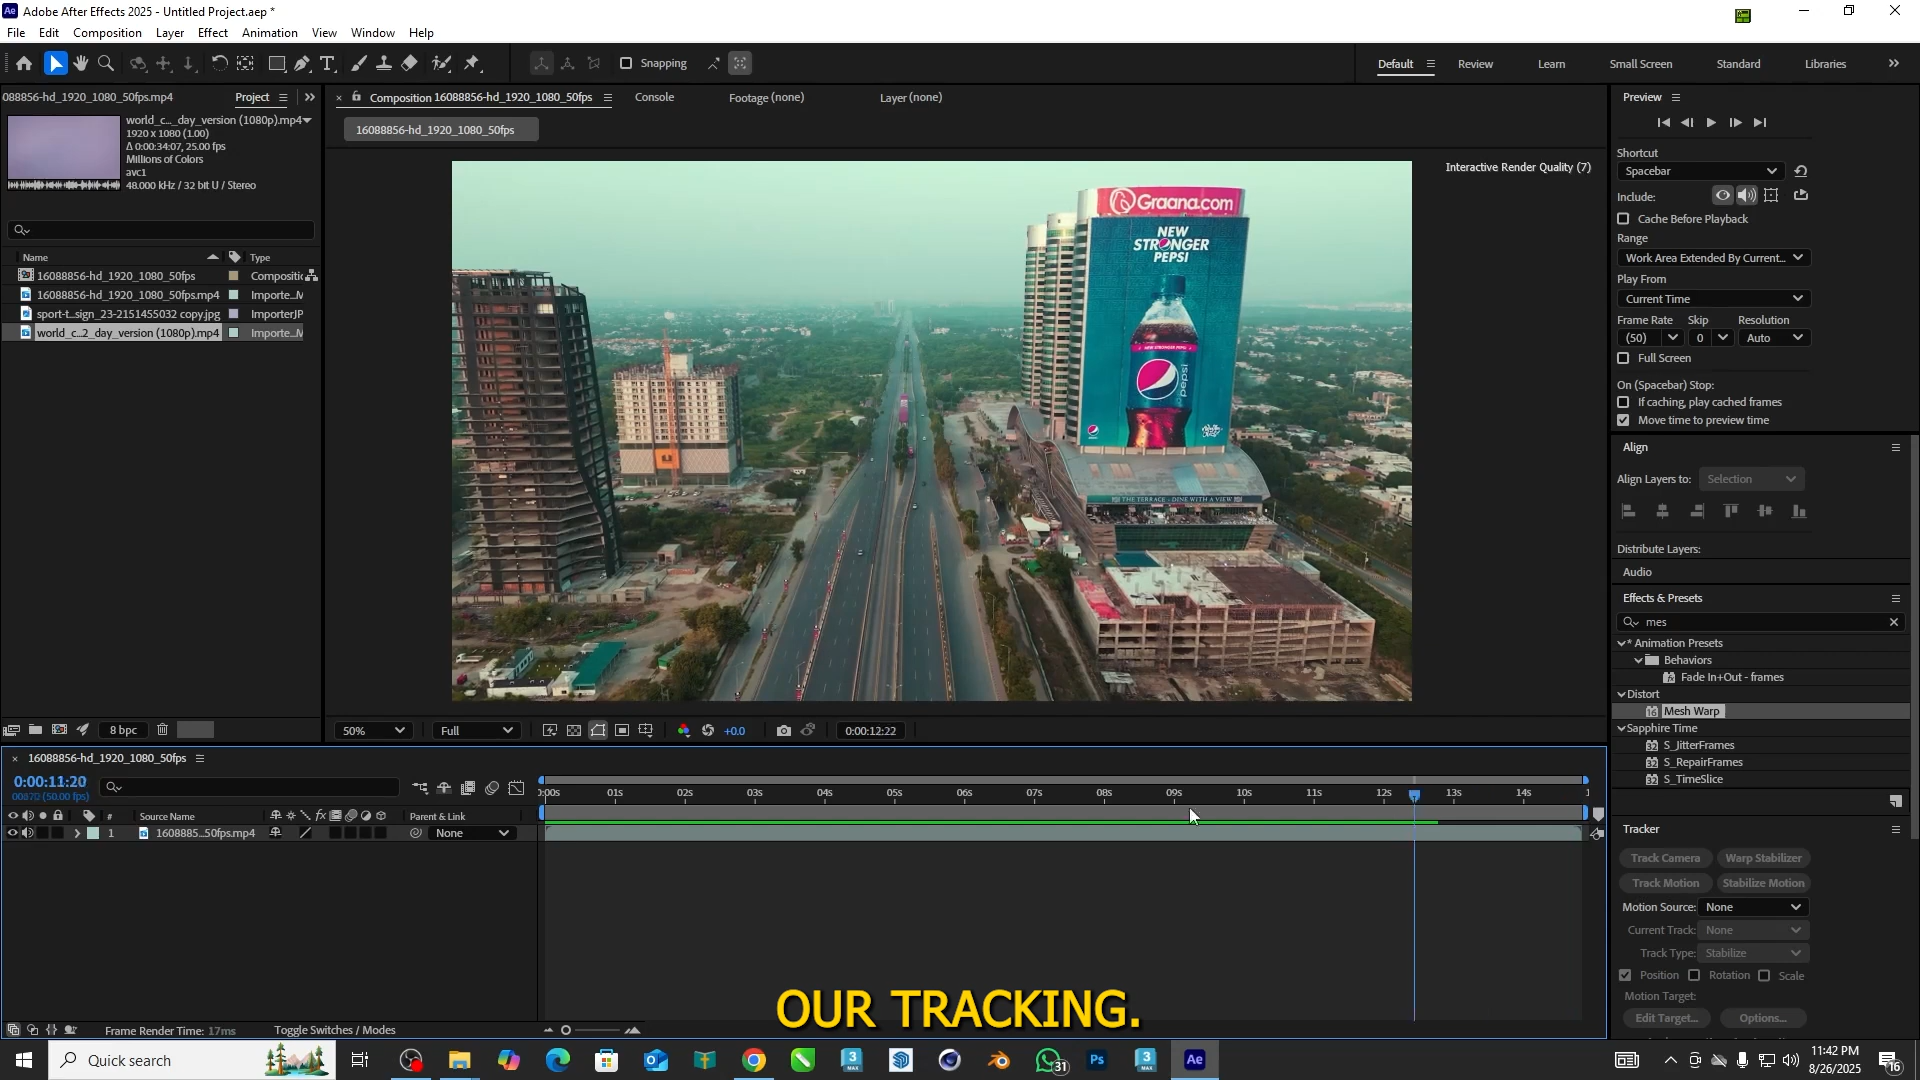 Adobe After Effects 2025 - Untitled Project.aep *
File Edit Composition Layer Effect Animation View Window Help
Snapping
Default Review Learn Small Screen Standard Libraries
088856-hd_1920_1080_50fps.mp4 Project
Composition 16088856-hd_1920_1080_50fps Console Footage (none) Layer (none)
16088856-hd_1920_1080_50fps
world_c..._day_version (1080p).mp4
1920 x 1080 (1.00)
Δ 0:00:34:07, 25.00 fps
Millions of Colors
avc1
48.000 kHz / 32 bit U / Stereo
Name Type
16088856-hd_1920_1080_50fps Compositi
16088856-hd_1920_1080_50fps.mp4 Importe...M
sport-t...sign_23-2151455032 copy.jpg ImporterJP
world_c...2_day_version (1080p).mp4 Importe...M
Interactive Render Quality (7)
Graana.com
NEW
STRONGER
PEPSI
NEW STRONGER PEPSI
pepsi
THE TERRACE - DINE WITH A VIEW
8 bpc
50% Full +0.0 0:00:12:22
Preview
Shortcut
Spacebar
Include:
Cache Before Playback
Range
Work Area Extended By Current...
Play From
Current Time
Frame Rate Skip Resolution
(50) 0 Auto
Full Screen
On (Spacebar) Stop:
If caching, play cached frames
Move time to preview time
Align
Align Layers to: Selection
Distribute Layers:
Audio
Effects & Presets
mes
* Animation Presets
Behaviors
Fade In+Out - frames
Distort
Mesh Warp
Sapphire Time
S_JitterFrames
S_RepairFrames
S_TimeSlice
Tracker
Track Camera Warp Stabilizer
Track Motion Stabilize Motion
Motion Source: None
Current Track: None
Track Type: Stabilize
Position Rotation Scale
Motion Target:
Edit Target... Options...
16088856-hd_1920_1080_50fps
0:00:11:20
(50.00 fps)
:00s 01s 02s 03s 04s 05s 06s 07s 08s 09s 10s 11s 12s 13s 14s 1
# Source Name Parent & Link
1 1608885...50fps.mp4 None
OUR TRACKING.
Frame Render Time: 17ms Toggle Switches / Modes
Quick search
31
11:42 PM
8/26/2025
16